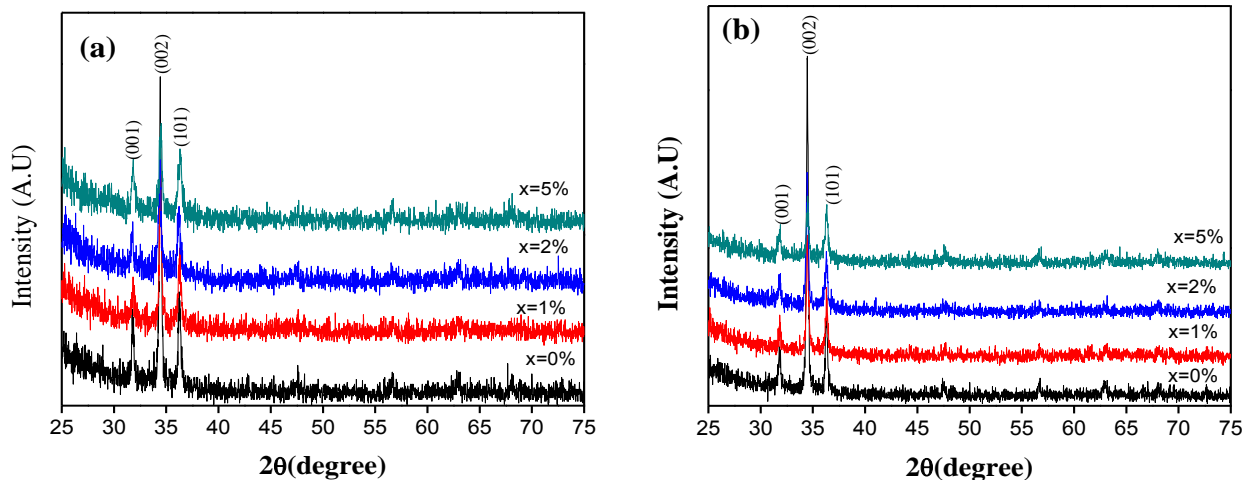 (a)
(001)
(002)
(101)
x=5%
x=2%
x=1%
x=0%
Intensity (A.U)
25 30 35 40 45 50 55 60 65 70 75
2θ(degree)
(b)
(001)
(002)
(101)
x=5%
x=2%
x=1%
x=0%
Intensity (A.U)
25 30 35 40 45 50 55 60 65 70 75
2θ(degree)